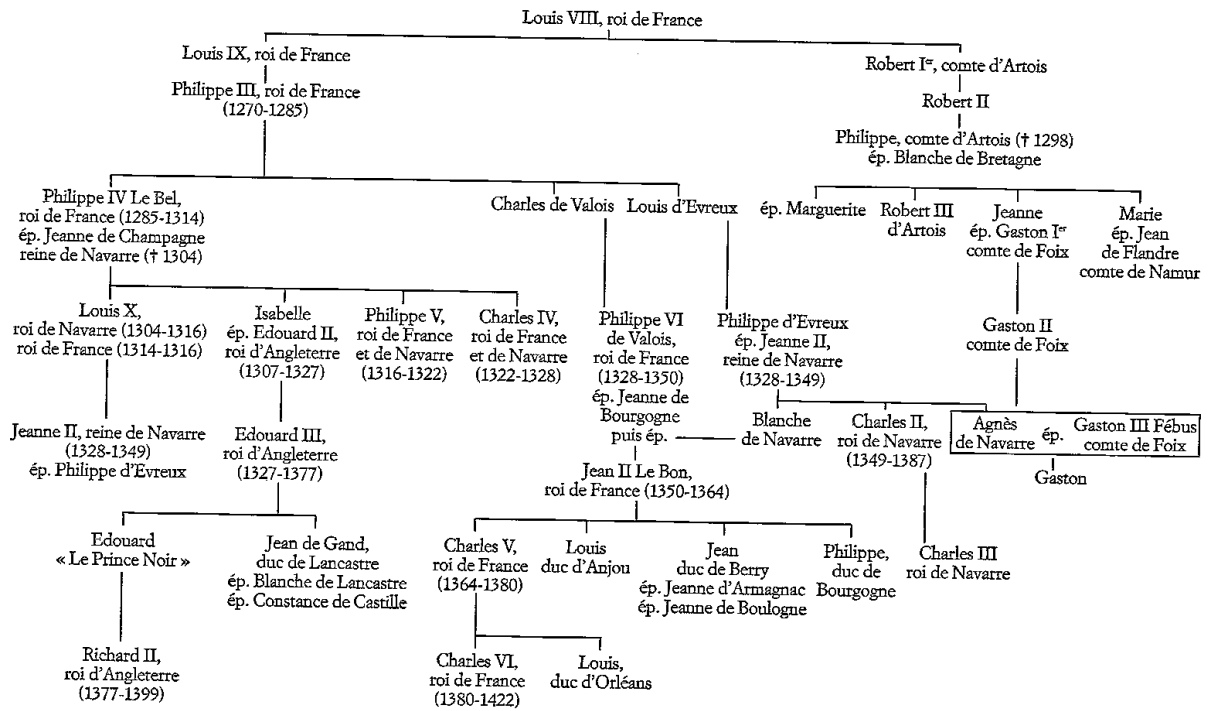 Louis VIII, roi de France
Louis IX, roi de France
Robert Iᵉʳ, comte d'Artois
Philippe III, roi de France
(1270-1285)
Robert II
Philippe, comte d'Artois († 1298)
ép. Blanche de Bretagne
Philippe IV Le Bel,
roi de France (1285-1314)
ép. Jeanne de Champagne
reine de Navarre († 1304)
Charles de Valois
Louis d'Evreux
ép. Marguerite
Robert III
d'Artois
Jeanne
ép. Gaston Iᵉʳ
comte de Foix
Marie
ép. Jean
de Flandre
comte de Namur
Louis X,
roi de Navarre (1304-1316)
roi de France (1314-1316)
Isabelle
ép. Edouard II,
roi d'Angleterre
(1307-1327)
Philippe V,
roi de France
et de Navarre
(1316-1322)
Charles IV,
roi de France
et de Navarre
(1322-1328)
Philippe VI
de Valois,
roi de France
(1328-1350)
ép. Jeanne de
Bourgogne
puis ép.
Philippe d'Evreux
ép. Jeanne II,
reine de Navarre
(1328-1349)
Gaston II
comte de Foix
Jeanne II, reine de Navarre
(1328-1349)
ép. Philippe d'Evreux
Edouard III,
roi d'Angleterre
(1327-1377)
Blanche
de Navarre
Charles II,
roi de Navarre
(1349-1387)
Agnès
de Navarre
ép.
Gaston III Fébus
comte de Foix
Gaston
Jean II Le Bon,
roi de France (1350-1364)
Edouard
« Le Prince Noir »
Jean de Gand,
duc de Lancastre
ép. Blanche de Lancastre
ép. Constance de Castille
Charles V,
roi de France
(1364-1380)
Louis
duc d'Anjou
Jean
duc de Berry
ép. Jeanne d'Armagnac
ép. Jeanne de Boulogne
Philippe,
duc de
Bourgogne
Charles III
roi de Navarre
Richard II,
roi d'Angleterre
(1377-1399)
Charles VI,
roi de France
(1380-1422)
Louis,
duc d'Orléans